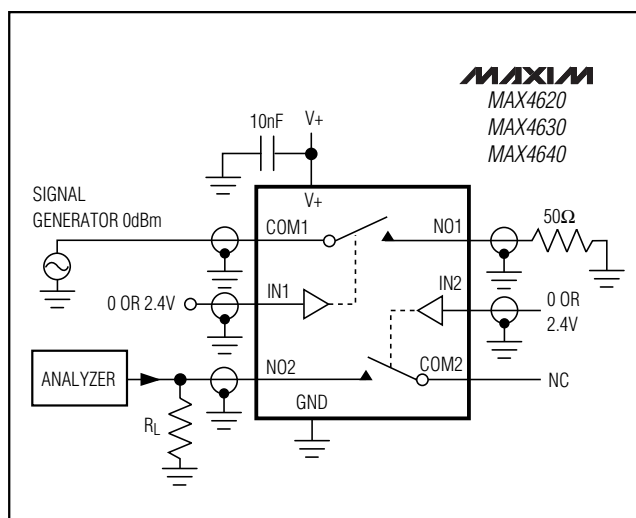 MAXIM
MAX4620
MAX4630
MAX4640
10nF
V+
V+
SIGNAL
GENERATOR 0dBm
COM1
NO1
50Ω
0 OR 2.4V
IN1
IN2
0 OR
2.4V
ANALYZER
NO2
COM2
NC
GND
RL